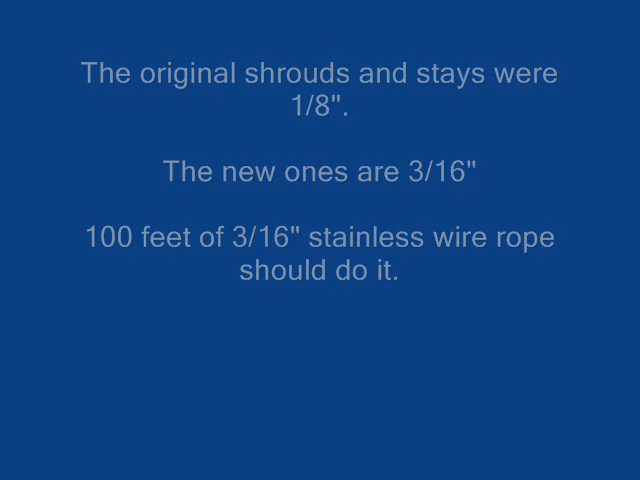 The original shrouds and stays were
1/8".
The new ones are 3/16"
100 feet of 3/16" stainless wire rope
should do it.